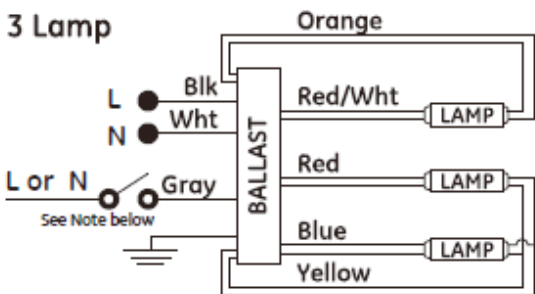 3 Lamp
Orange
L
Blk
Red/Wht
LAMP
N
Wht
BALLAST
L or N
Gray
Red
LAMP
See Note below
Blue
LAMP
Yellow